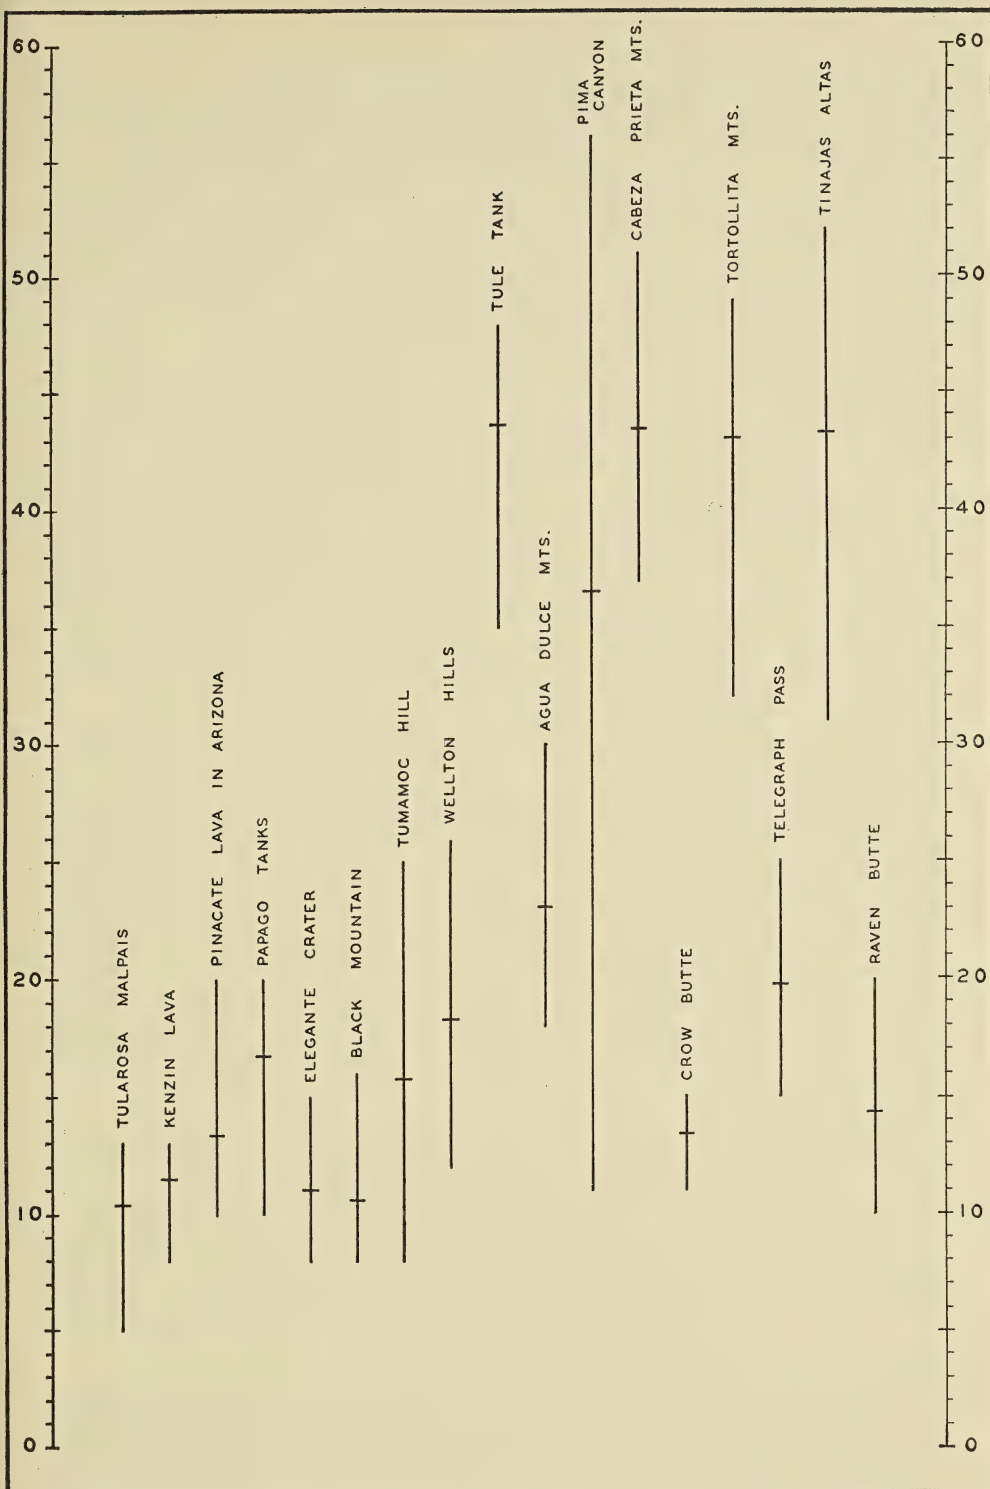 60
50
40
30
20
10
0
TULAROSA MALPAIS
KENZIN LAVA
PINACATE LAVA IN ARIZONA
PAPAGO TANKS
ELEGANTE CRATER
BLACK MOUNTAIN
TUMAMOC HILL
WELLTON HILLS
TULE TANK
AGUA DULCE MTS.
PIMA
CANYON
CABEZA PRIETA MTS.
CROW BUTTE
TORTOLLITA MTS.
TELEGRAPH PASS
TINAJAS ALTAS
RAVEN BUTTE
60
50
40
30
20
10
0